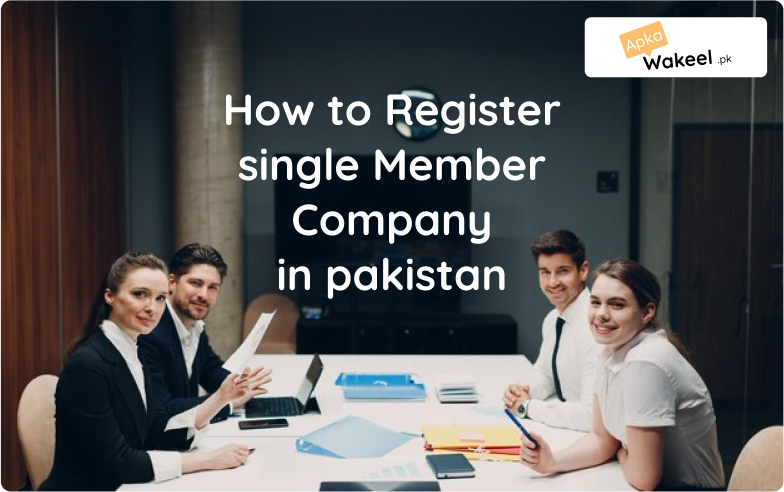 Apka
Wakeel .pk
How to Register
single Member
Company
in pakistan